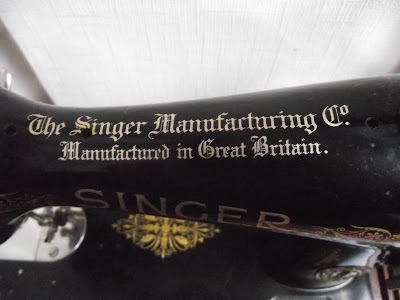 The Singer Manufacturing Co.
Manufactured in Great Britain.
SINGER